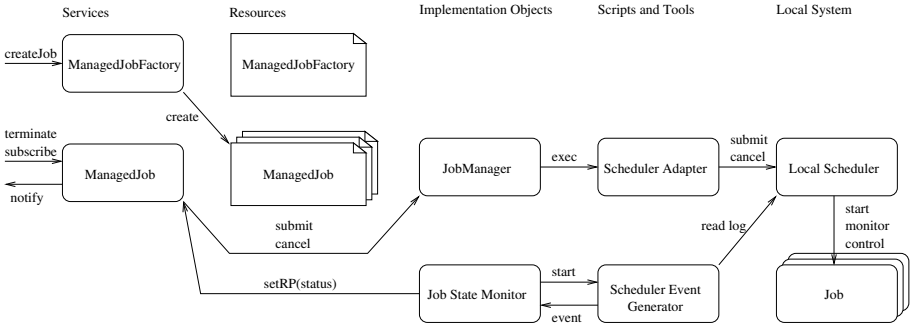 Services
Resources
Implementation Objects
Scripts and Tools
Local System
createJob
ManagedJobFactory
ManagedJobFactory
create
terminate
subscribe
ManagedJob
notify
ManagedJob
JobManager
exec
Scheduler Adapter
submit
cancel
Local Scheduler
submit
cancel
read log
start
monitor
control
setRP(status)
Job State Monitor
start
event
Scheduler Event
Generator
Job